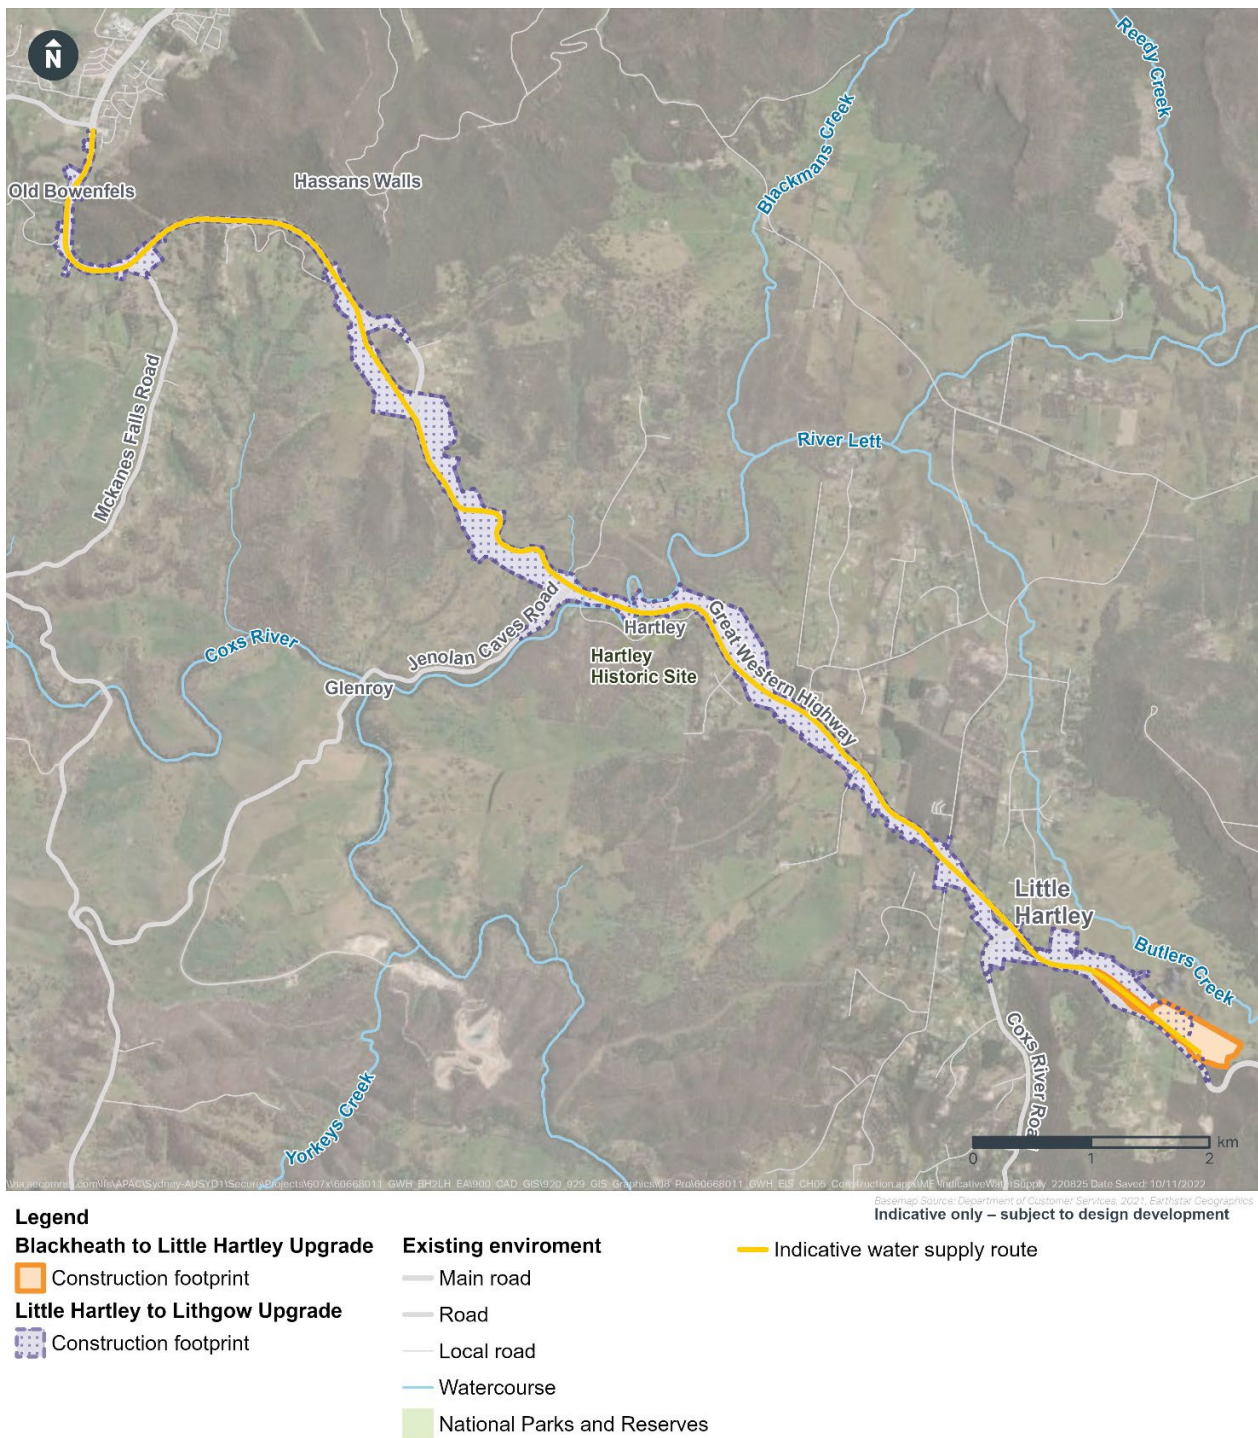 N
Reedy Creek
Blackmans Creek
Hassans Walls
Old Bowenfels
Mckanes Falls Road
River Lett
Jenolan Caves Road
Great Western Highway
Hartley
Coxs River
Hartley
Historic Site
Glenroy
Little
Hartley
Butlers Creek
Coxs River Roa
Yorkeys Creek
km
0 1 2
Basemap Source: Department of Customer Services, 2021, Earthstar Geographics
Indicative only – subject to design development
Legend
Blackheath to Little Hartley Upgrade
Construction footprint
Little Hartley to Lithgow Upgrade
Construction footprint
Existing enviroment
Main road
Road
Local road
Watercourse
National Parks and Reserves
Indicative water supply route